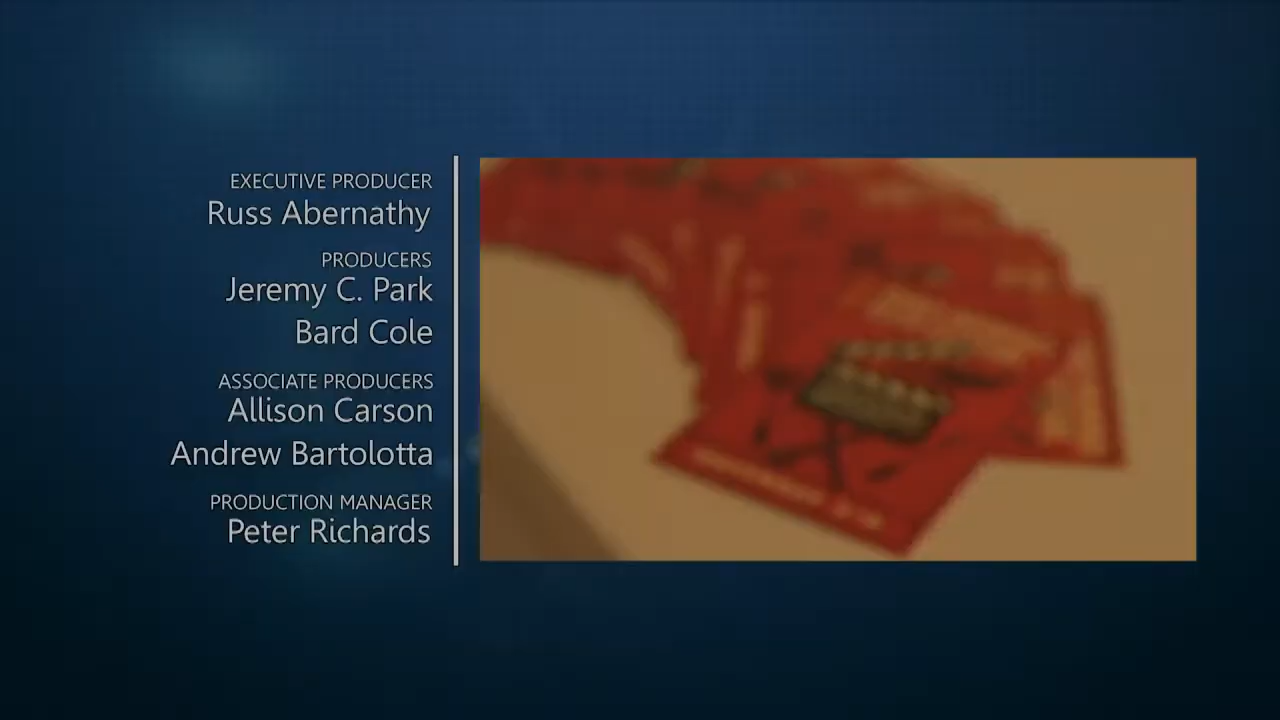 EXECUTIVE PRODUCER
Russ Abernathy
PRODUCERS
Jeremy C. Park
Bard Cole
ASSOCIATE PRODUCERS
Allison Carson
Andrew Bartolotta
PRODUCTION MANAGER
Peter Richards